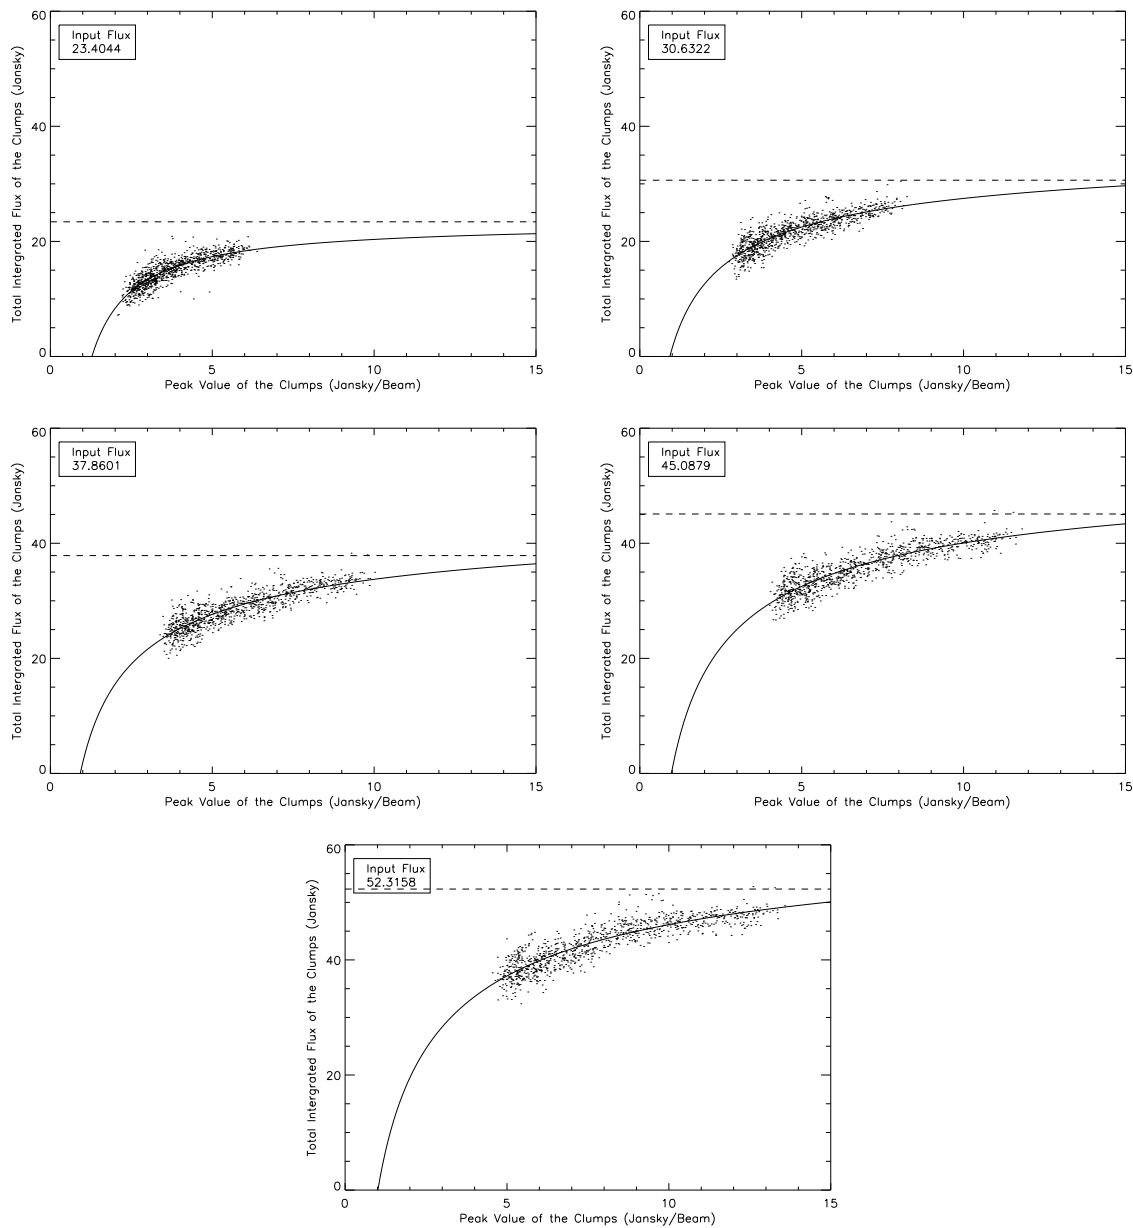 60
40
20
0
Input Flux
23.4044
Total Intergrated Flux of the Clumps (Jansky)
0 5 10 15
Peak Value of the Clumps (Jansky/Beam)
60
40
20
0
Input Flux
30.6322
Total Intergrated Flux of the Clumps (Jansky)
0 5 10 15
Peak Value of the Clumps (Jansky/Beam)
60
40
20
0
Input Flux
37.8601
Total Intergrated Flux of the Clumps (Jansky)
0 5 10 15
Peak Value of the Clumps (Jansky/Beam)
60
40
20
0
Input Flux
45.0879
Total Intergrated Flux of the Clumps (Jansky)
0 5 10 15
Peak Value of the Clumps (Jansky/Beam)
60
40
20
0
Input Flux
52.3158
Total Intergrated Flux of the Clumps (Jansky)
0 5 10 15
Peak Value of the Clumps (Jansky/Beam)